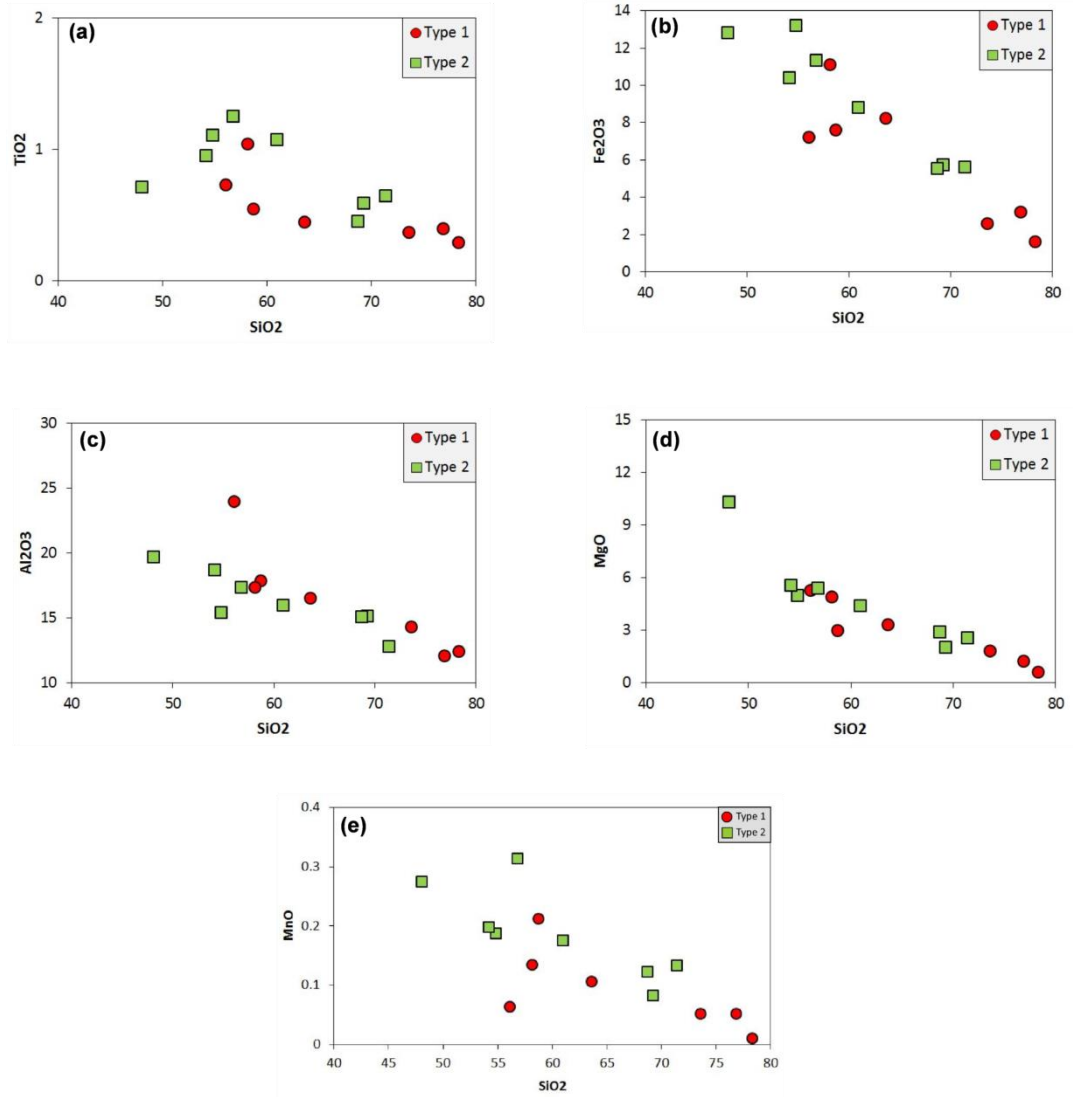 (a)
Type 1
Type 2
2
1
0
TiO2
40 50 60 70 80
SiO2
(b)
Type 1
Type 2
14
12
10
8
6
4
2
0
Fe2O3
40 50 60 70 80
SiO2
(c)
Type 1
Type 2
30
25
20
15
10
Al2O3
40 50 60 70 80
SiO2
(d)
Type 1
Type 2
15
12
9
6
3
0
MgO
40 50 60 70 80
SiO2
(e)
Type 1
Type 2
0.4
0.3
0.2
0.1
0
MnO
40 45 50 55 60 65 70 75 80
SiO2